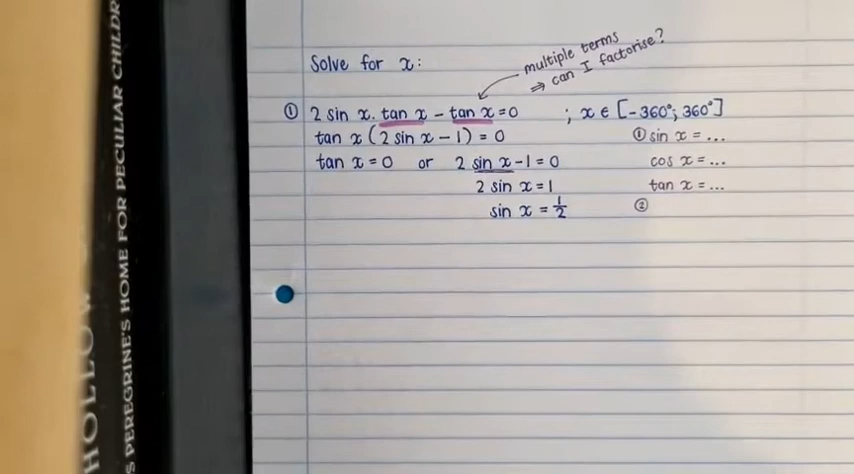 HOLLOW
S PEREGRINE'S HOME FOR PECULIAR CHILDR
Solve for x:
multiple terms
⇒ can I factorise?
① 2 sin x. tan x - tan x = 0 ; x ∈ [-360°; 360°]
tan x (2 sin x - 1) = 0 ① sin x = ...
tan x = 0 or 2 sin x - 1 = 0 cos x = ...
2 sin x = 1 tan x = ...
sin x = 1/2 ②